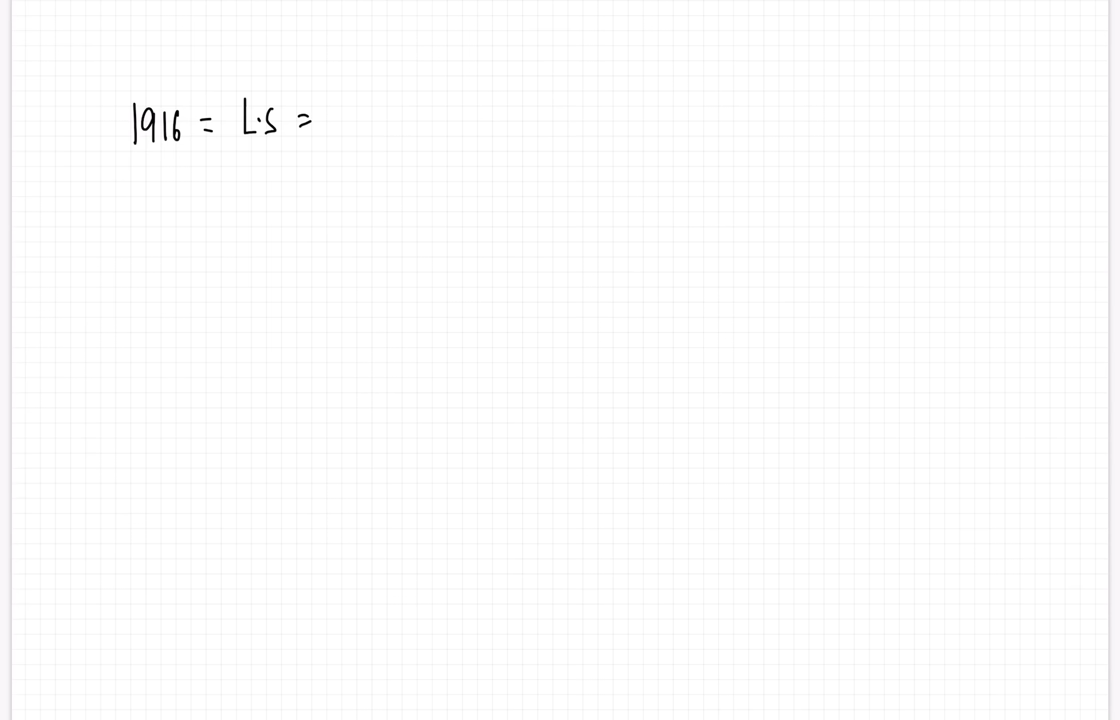 1916 = L.S =